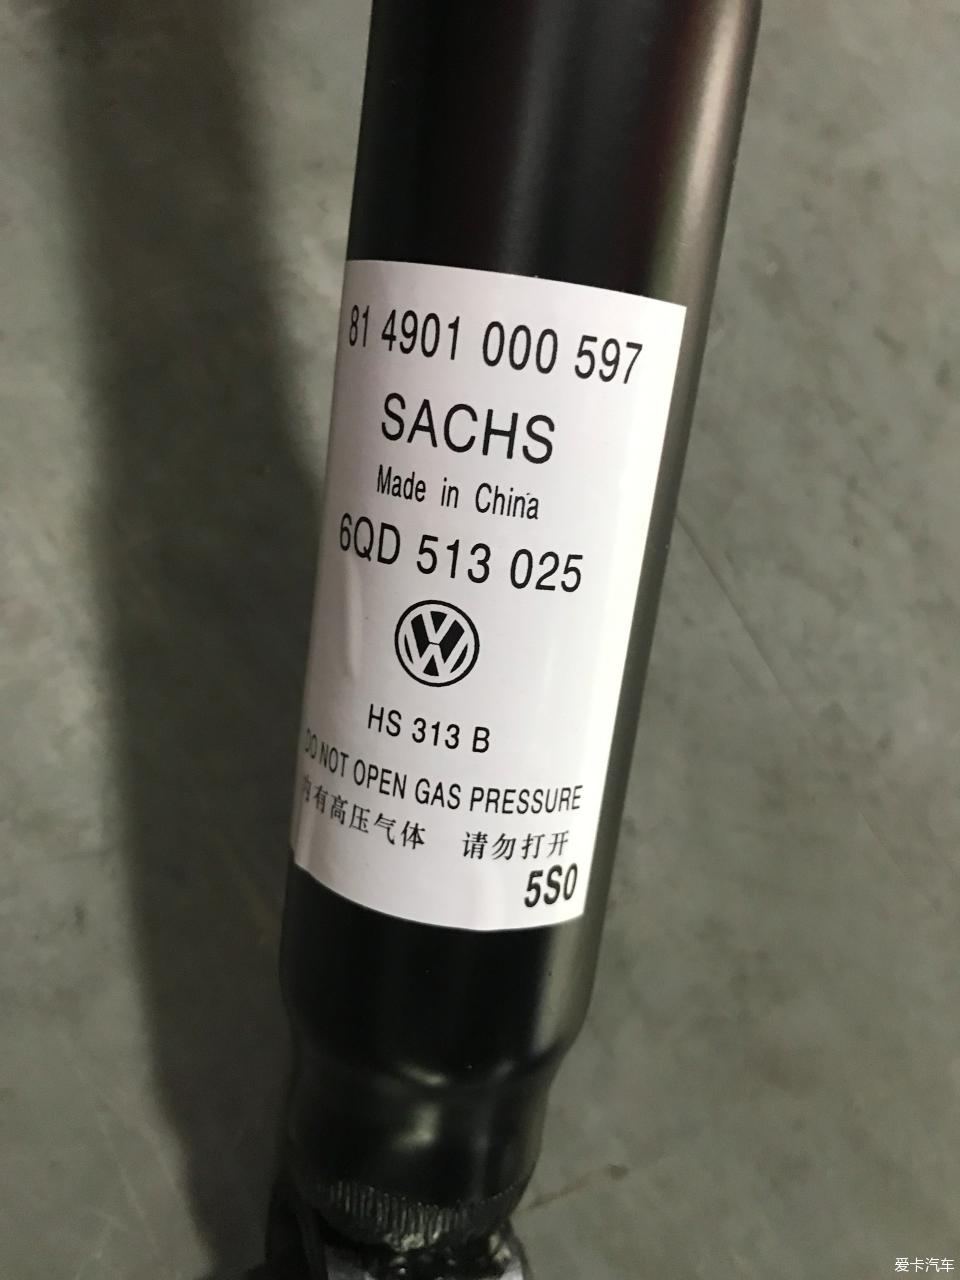 81 4901 000 597
SACHS
Made in China
6QD 513 025
HS 313 B
DO NOT OPEN GAS PRESSURE
内有高压气体 请勿打开
5S0
爱卡汽车